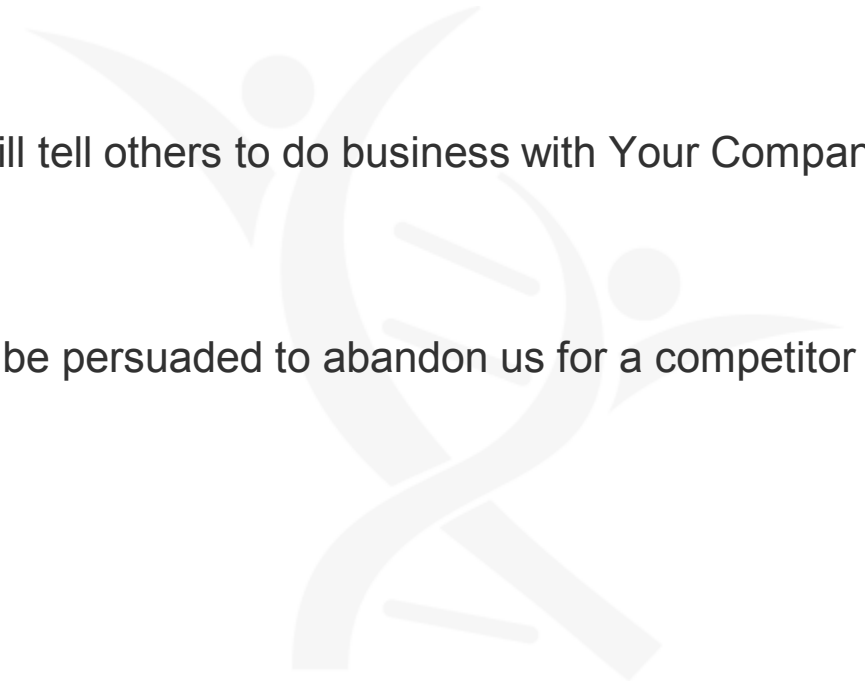 ill tell others to do business with Your Compan
be persuaded to abandon us for a competitor